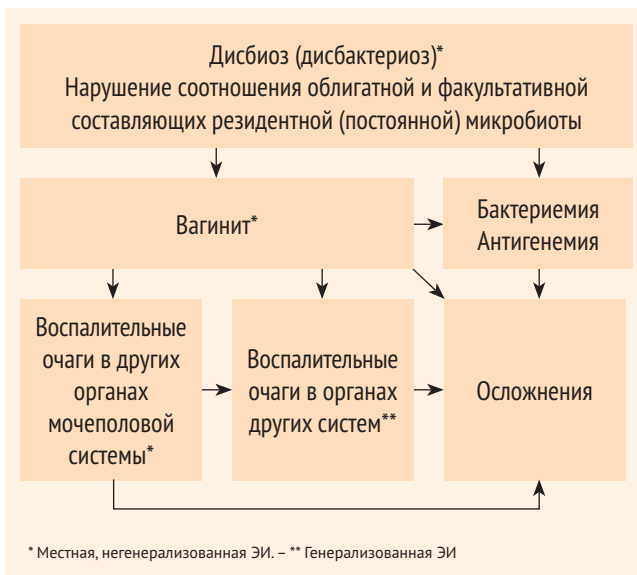 Дисбиоз (дисбактериоз)*
Нарушение соотношения облигатной и факультативной
составляющих резидентной (постоянной) микробиоты
Вагинит*
Бактериемия
Антигенемия
Воспалительные
очаги в других
органах
мочеполовой
системы*
Воспалительные
очаги в органах
других систем**
Осложнения
* Местная, негенерализованная ЭИ. – ** Генерализованная ЭИ